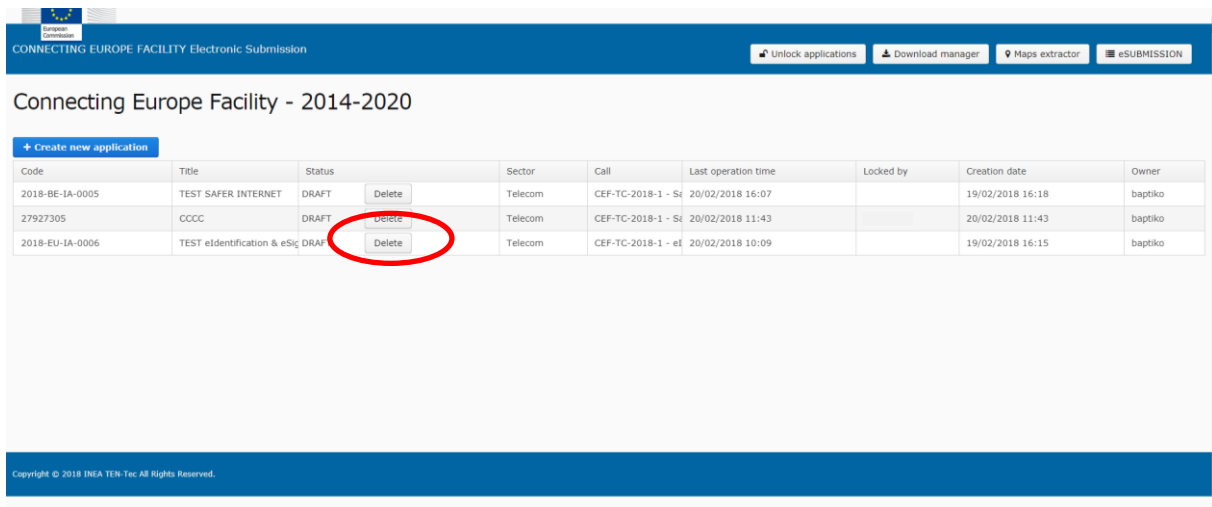 European
Commission
CONNECTING EUROPE FACILITY Electronic Submission
Unlock applications Download manager Maps extractor eSUBMISSION
Connecting Europe Facility - 2014-2020
+ Create new application
Code Title Status Sector Call Last operation time Locked by Creation date Owner
2018-BE-IA-0005 TEST SAFER INTERNET DRAFT Delete Telecom CEF-TC-2018-1 - Sa 20/02/2018 16:07 19/02/2018 16:18 baptiko
27927305 CCCC DRAFT Delete Telecom CEF-TC-2018-1 - Sa 20/02/2018 11:43 20/02/2018 11:43 baptiko
2018-EU-IA-0006 TEST eIdentification & eSig DRAF Delete Telecom CEF-TC-2018-1 - eI 20/02/2018 10:09 19/02/2018 16:15 baptiko
Copyright © 2018 INEA TEN-Tec All Rights Reserved.